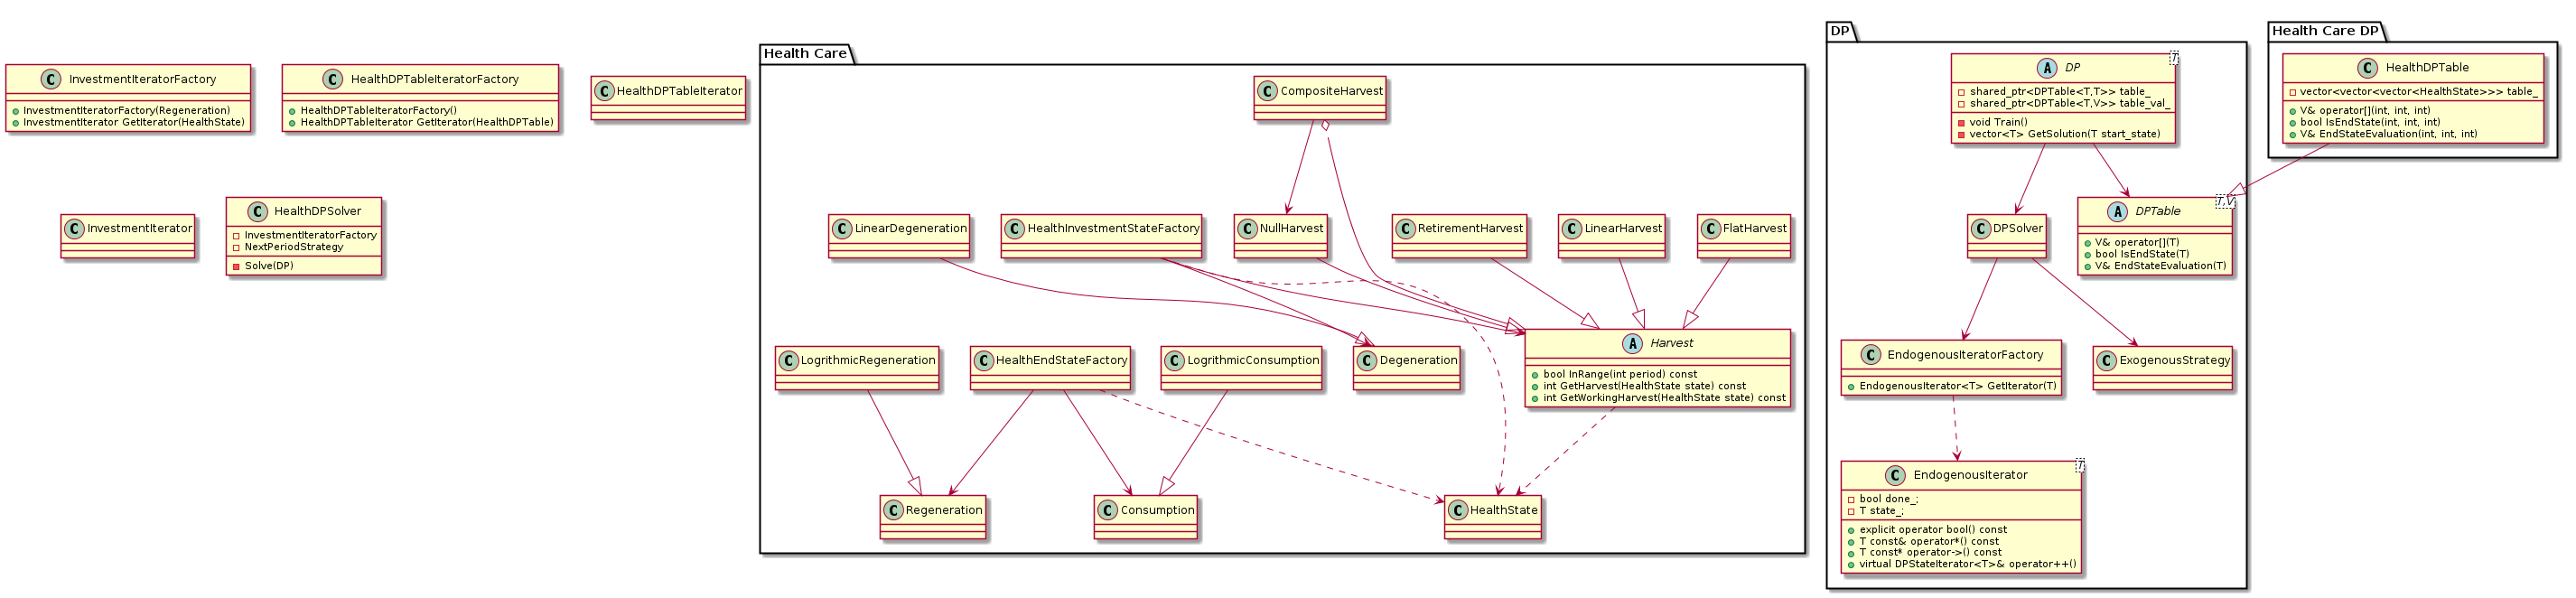 InvestmentIteratorFactory
InvestmentIteratorFactory(Regeneration)
InvestmentIterator GetIterator(HealthState)
HealthDPTableIteratorFactory
HealthDPTableIteratorFactory()
HealthDPTableIterator GetIterator(HealthDPTable)
HealthDPTableIterator
InvestmentIterator
HealthDPSolver
InvestmentIteratorFactory
NextPeriodStrategy
Solve(DP)
Health Care
CompositeHarvest
LinearDegeneration
HealthInvestmentStateFactory
NullHarvest
RetirementHarvest
LinearHarvest
FlatHarvest
LogrithmicRegeneration
HealthEndStateFactory
LogrithmicConsumption
Degeneration
Harvest
bool InRange(int period) const
int GetHarvest(HealthState state) const
int GetWorkingHarvest(HealthState state) const
Regeneration
Consumption
HealthState
DP
DP
T
shared_ptr<DPTable<T,T>> table_
shared_ptr<DPTable<T,V>> table_val_
void Train()
vector<T> GetSolution(T start_state)
DPSolver
DPTable
T,V
V& operator[](T)
bool IsEndState(T)
V& EndStateEvaluation(T)
EndogenousIteratorFactory
EndogenousIterator<T> GetIterator(T)
ExogenousStrategy
EndogenousIterator
T
bool done_;
T state_;
explicit operator bool() const
T const& operator*() const
T const* operator->() const
virtual DPStateIterator<T>& operator++()
Health Care DP
HealthDPTable
vector<vector<vector<HealthState>>> table_
V& operator[](int, int, int)
bool IsEndState(int, int, int)
V& EndStateEvaluation(int, int, int)